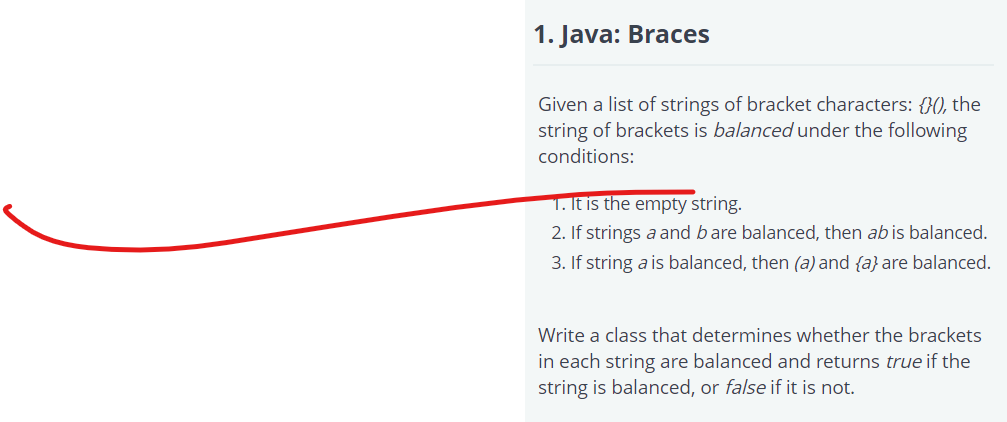 1. Java: Braces
Given a list of strings of bracket characters: {}(), the
string of brackets is balanced under the following
conditions:
1. It is the empty string.
2. If strings a and b are balanced, then ab is balanced.
3. If string a is balanced, then (a) and {a} are balanced.
Write a class that determines whether the brackets
in each string are balanced and returns true if the
string is balanced, or false if it is not.